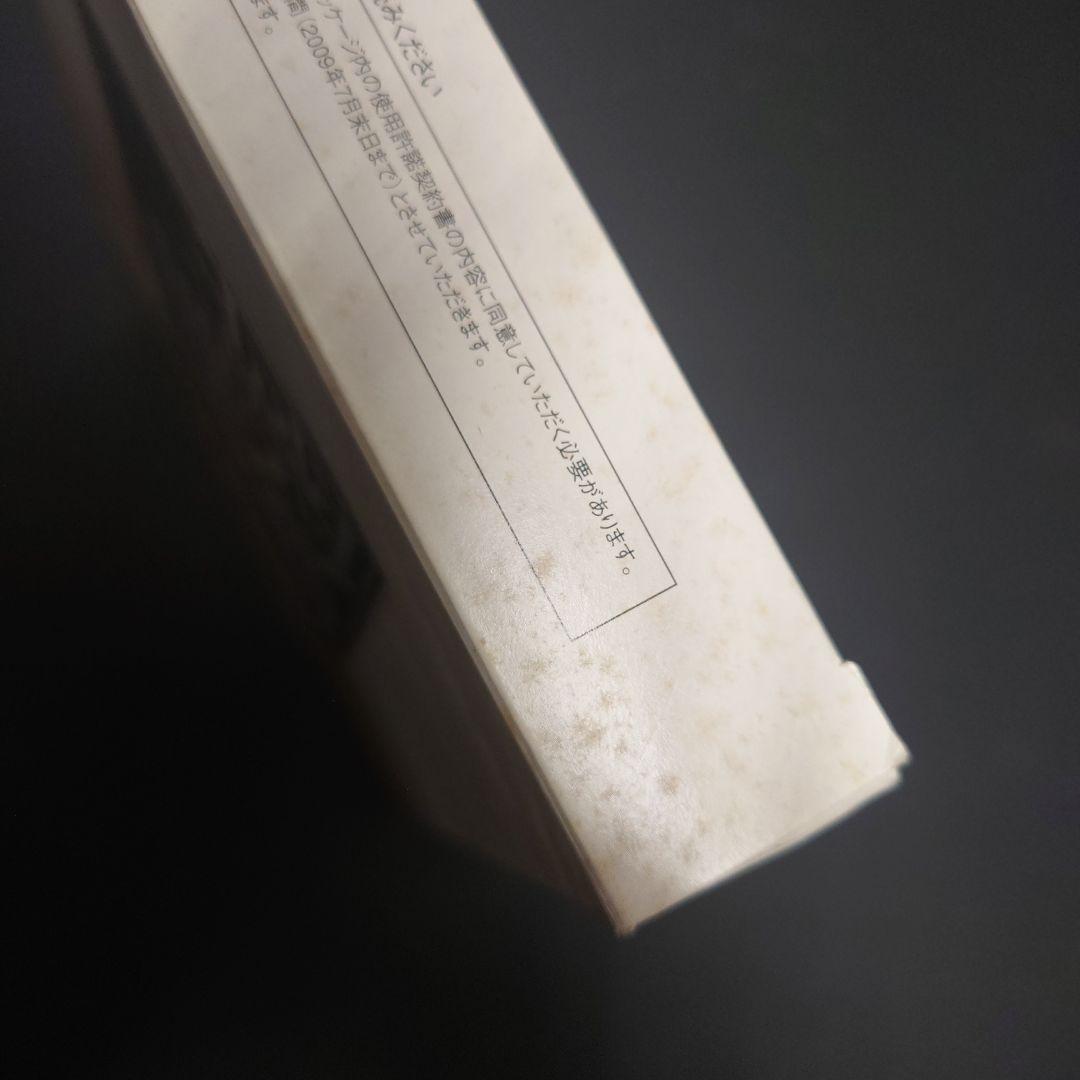 みください
ッケージ内の使用許諾契約書の内容に同意していただく必要があります。
間(2009年7月末日まで)とさせていただきます。
ます。